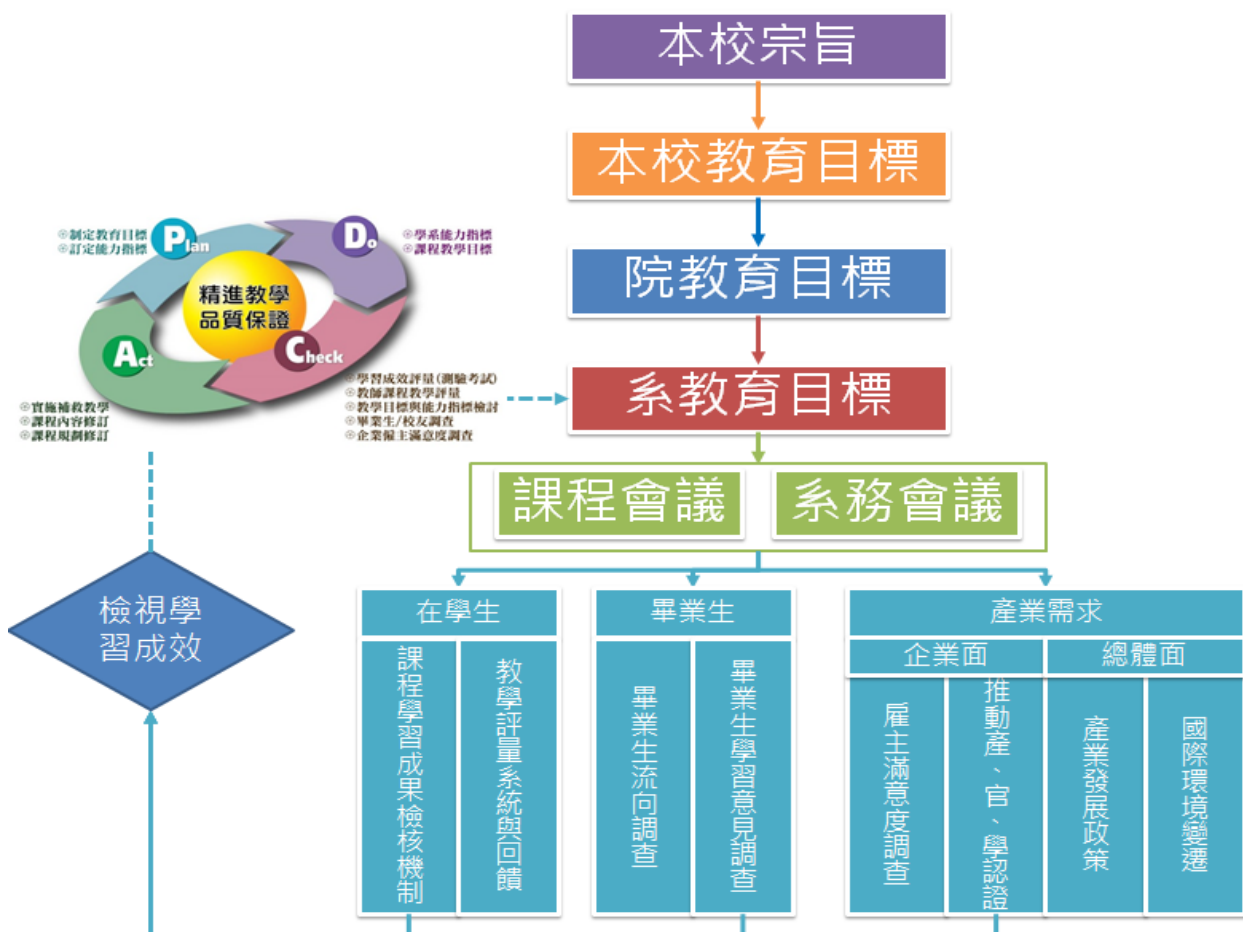 本校宗旨
本校教育目標
院教育目標
系教育目標
Plan
⊙制定教育目標
⊙訂定能力指標
Do
⊙學系能力指標
⊙課程教學目標
精進教學
品質保證
Act
⊙實施補救教學
⊙課程內容修訂
⊙課程規劃修訂
Check
⊙學習成效評量(測驗考試)
⊙教師課程教學評量
⊙教學目標與能力指標檢討
⊙畢業生/校友調查
⊙企業僱主滿意度調查
課程會議
系務會議
檢視學
習成效
在學生
課程學習成果檢核機制
教學評量系統與回饋
畢業生
畢業生流向調查
畢業生學習意見調查
產業需求
企業面
總體面
雇主滿意度調查
推動產、官、學認證
產業發展政策
國際環境變遷